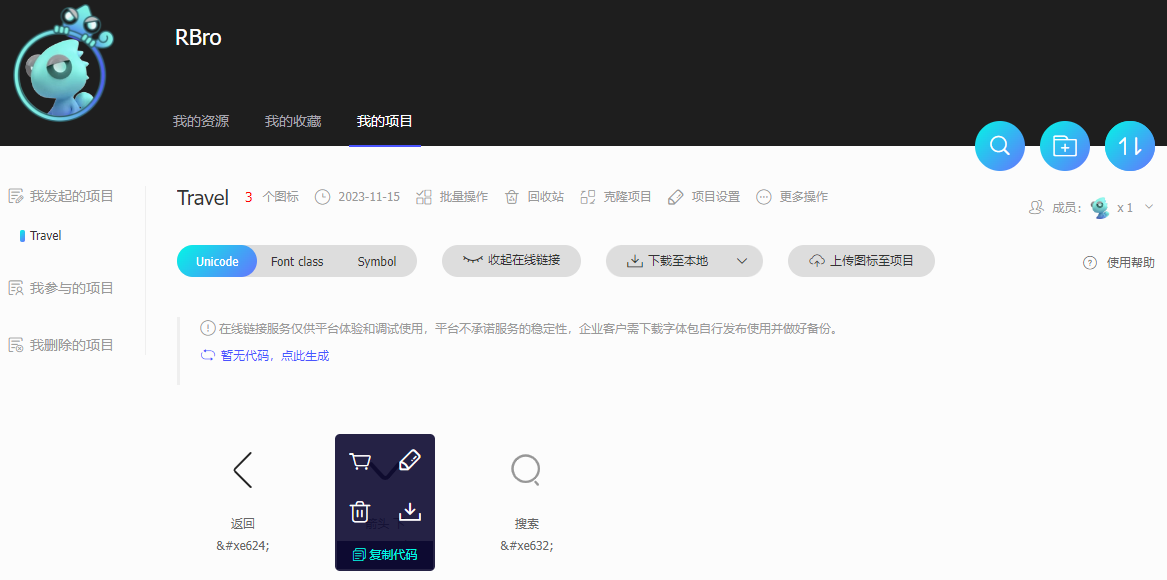 RBro
我的资源 我的收藏 我的项目
我发起的项目
Travel
我参与的项目
我删除的项目
Travel 3 个图标 2023-11-15 批量操作 回收站 克隆项目 项目设置 更多操作
成员： x 1
Unicode Font class Symbol 收起在线链接 下载至本地 上传图标至项目
使用帮助
在线链接服务仅供平台体验和调试使用，平台不承诺服务的稳定性，企业客户需下载字体包自行发布使用并做好备份。
暂无代码，点此生成
返回
&#xe624;
复制代码
搜索
&#xe632;